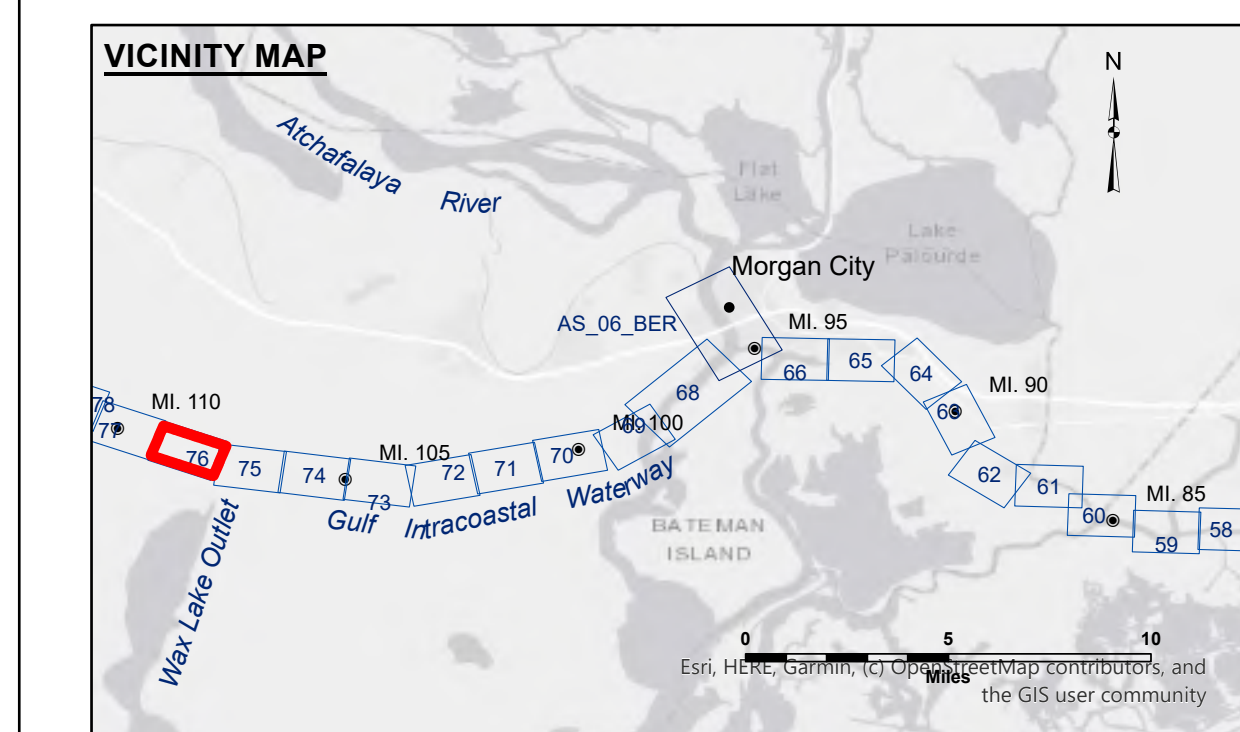 VICINITY MAP
N
Atchafalaya
River
Flat
Lake
Lake
Palourde
Morgan City
AS_06_BER
MI. 95
66
65
64
MI. 90
63
68
MI. 100
69
78
77
MI. 110
76
75
74
MI. 105
73
72
71
70
62
61
60
MI. 85
59
58
Gulf Intracoastal Waterway
Wax Lake Outlet
BATEMAN
ISLAND
0 5 10
Miles
Esri, HERE, Garmin, (c) OpenStreetMap contributors, and
the GIS user community